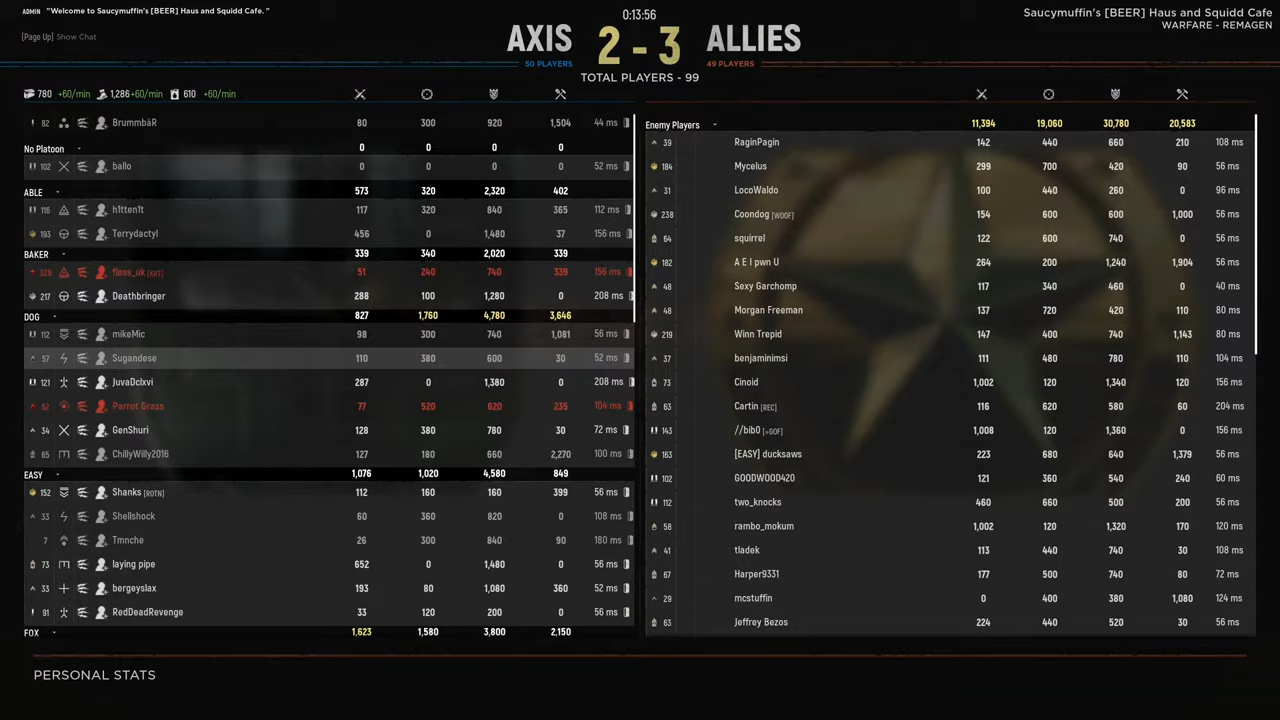 ADMIN "Welcome to Saucymuffin's [BEER] Haus and Squidd Cafe. "
[Page Up] Show Chat
0:13:56
AXIS 2 - 3 ALLIES
50 PLAYERS 49 PLAYERS
TOTAL PLAYERS - 99
Saucymuffin's [BEER] Haus and Squidd Cafe
WARFARE - REMAGEN
780 +60/min 1,286 +60/min 610 +60/min
82 BrummbäR 80 300 920 1,504 44 ms
No Platoon - 0 0 0 0
102 ballo 0 0 0 0 52 ms
ABLE - 573 320 2,320 402
116 h1tten1t 117 320 840 365 112 ms
193 Terrydactyl 456 0 1,480 37 156 ms
BAKER - 339 340 2,020 339
floss_uk 51 240 740 339 156 ms
217 Deathbringer 288 100 1,280 0 208 ms
DOG - 827 1,760 4,780 3,646
112 mikeMic 98 300 740 1,081 56 ms
57 Sugandese 110 380 600 30 52 ms
121 JuvaDclxvi 287 0 1,380 0 208 ms
52 Parrot Grass 77 520 620 235 104 ms
34 GenShuri 128 380 780 30 72 ms
65 ChillyWilly2016 127 180 660 2,270 100 ms
EASY - 1,076 1,020 4,580 849
152 Shanks [ROTN] 112 160 160 399 56 ms
33 Shellshock 60 360 820 0 108 ms
7 Tmnche 26 300 840 90 180 ms
73 laying pipe 652 0 1,480 0 56 ms
33 bergeyslax 193 80 1,080 360 52 ms
91 RedDeadRevenge 33 120 200 0 56 ms
FOX - 1,623 1,580 3,800 2,150
Enemy Players - 11,394 19,060 30,780 20,583
39 RaginPagin 142 440 660 210 108 ms
184 Mycelus 299 700 420 90 56 ms
31 LocoWaldo 100 440 260 0 96 ms
238 Coondog [WOOF] 154 600 600 1,000 56 ms
64 squirrel 122 600 740 0 56 ms
182 A E I pwn U 264 200 1,240 1,904 56 ms
48 Sexy Garchomp 117 340 460 0 40 ms
48 Morgan Freeman 137 720 420 110 80 ms
219 Winn Trepid 147 400 740 1,143 80 ms
37 benjaminimsi 111 480 780 110 104 ms
73 Cinoid 1,002 120 1,340 120 156 ms
63 Cartin [REC] 116 620 580 60 204 ms
143 //bib0 [+GOF] 1,008 120 1,360 0 156 ms
163 [EASY] ducksaws 223 680 640 1,379 56 ms
102 GOODWOOD420 121 360 540 240 60 ms
112 two_knocks 460 660 500 200 56 ms
58 rambo_mokum 1,002 120 1,320 170 120 ms
41 tladek 113 440 740 30 108 ms
67 Harper9331 177 500 740 80 72 ms
29 mcstuffin 0 400 380 1,080 124 ms
63 Jeffrey Bezos 224 440 520 30 56 ms
PERSONAL STATS